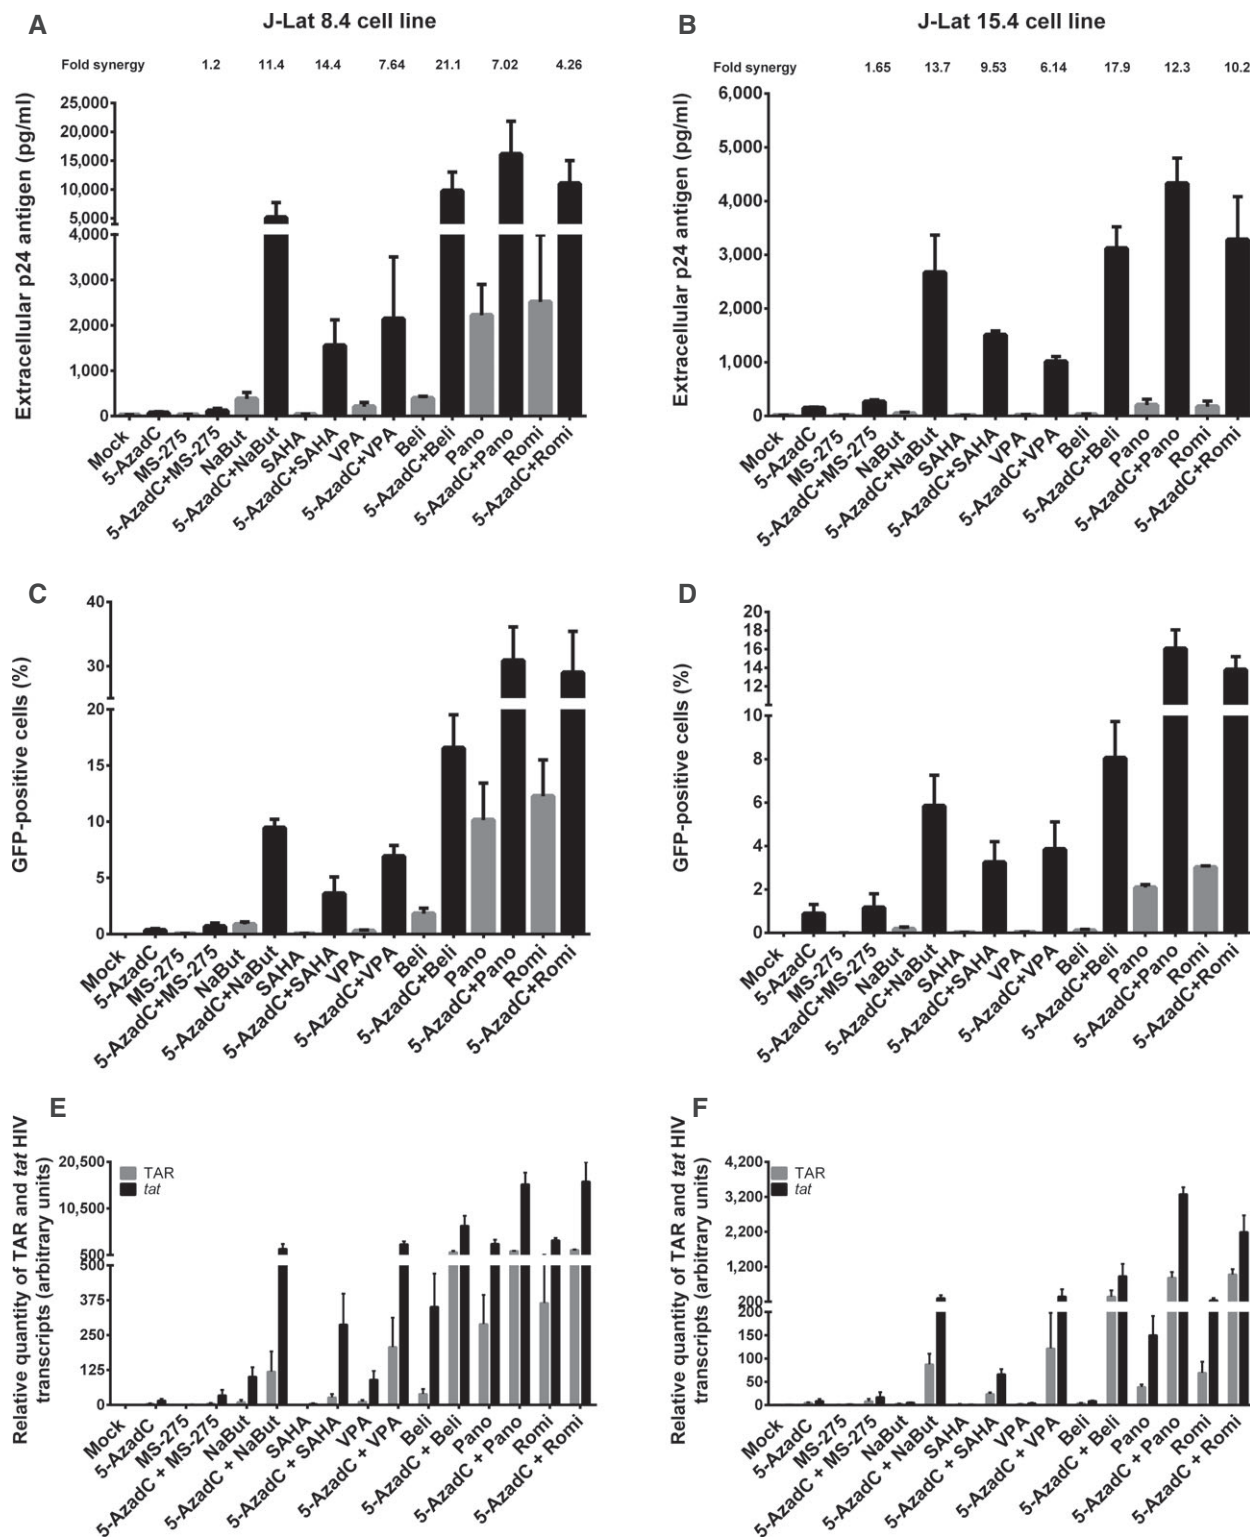 A
J-Lat 8.4 cell line
Fold synergy 1.2 11.4 14.4 7.64 21.1 7.02 4.26
Extracellular p24 antigen (pg/ml)
25,000
20,000
15,000
10,000
5,000
4,000
3,000
2,000
1,000
0
Mock
5-AzadC
MS-275
5-AzadC+MS-275
NaBut
5-AzadC+NaBut
SAHA
5-AzadC+SAHA
VPA
5-AzadC+VPA
Beli
5-AzadC+Beli
Pano
5-AzadC+Pano
Romi
5-AzadC+Romi
B
J-Lat 15.4 cell line
Fold synergy 1.65 13.7 9.53 6.14 17.9 12.3 10.2
Extracellular p24 antigen (pg/ml)
6,000
5,000
4,000
3,000
2,000
1,000
0
Mock
5-AzadC
MS-275
5-AzadC+MS-275
NaBut
5-AzadC+NaBut
SAHA
5-AzadC+SAHA
VPA
5-AzadC+VPA
Beli
5-AzadC+Beli
Pano
5-AzadC+Pano
Romi
5-AzadC+Romi
C
GFP-positive cells (%)
40
30
20
15
10
5
0
Mock
5-AzadC
MS-275
5-AzadC+MS-275
NaBut
5-AzadC+NaBut
SAHA
5-AzadC+SAHA
VPA
5-AzadC+VPA
Beli
5-AzadC+Beli
Pano
5-AzadC+Pano
Romi
5-AzadC+Romi
D
GFP-positive cells (%)
20
18
16
14
12
10
8
6
4
2
0
Mock
5-AzadC
MS-275
5-AzadC+MS-275
NaBut
5-AzadC+NaBut
SAHA
5-AzadC+SAHA
VPA
5-AzadC+VPA
Beli
5-AzadC+Beli
Pano
5-AzadC+Pano
Romi
5-AzadC+Romi
E
Relative quantity of TAR and tat HIV
transcripts (arbitrary units)
TAR
tat
20,500
10,500
500
500
375
250
125
0
Mock
5-AzadC
MS-275
5-AzadC + MS-275
NaBut
5-AzadC + NaBut
SAHA
5-AzadC + SAHA
VPA
5-AzadC + VPA
Beli
5-AzadC + Beli
Pano
5-AzadC + Pano
Romi
5-AzadC + Romi
F
Relative quantity of TAR and tat HIV
transcripts (arbitrary units)
TAR
tat
4,200
3,200
2,200
1,200
200
200
150
100
50
0
Mock
5-AzadC
MS-275
5-AzadC + MS-275
NaBut
5-AzadC + NaBut
SAHA
5-AzadC + SAHA
VPA
5-AzadC + VPA
Beli
5-AzadC + Beli
Pano
5-AzadC + Pano
Romi
5-AzadC + Romi